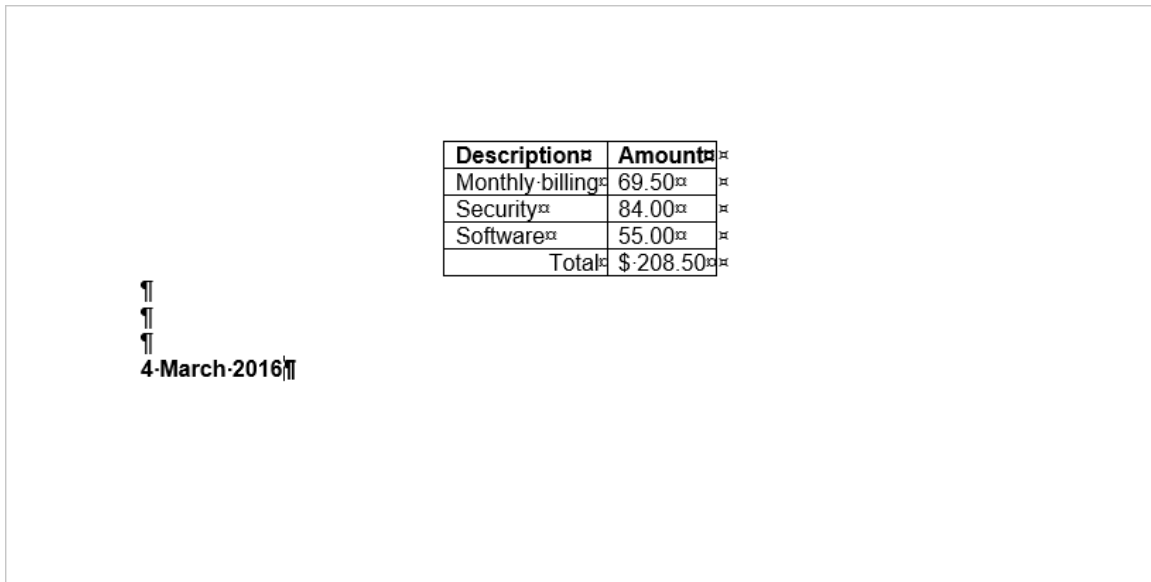 Description¤ Amount¤¤
Monthly·billing¤ 69.50¤ ¤
Security¤ 84.00¤ ¤
Software¤ 55.00¤ ¤
Total¤ $·208.50¤¤
¶
¶
¶
4·March·2016¶